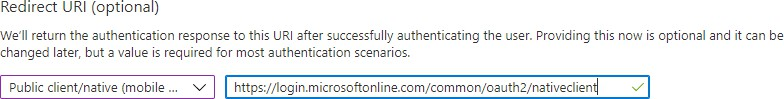 Redirect URI (optional)
We'll return the authentication response to this URI after successfully authenticating the user. Providing this now is optional and it can be
changed later, but a value is required for most authentication scenarios.
Public client/native (mobile ... https://login.microsoftonline.com/common/oauth2/nativeclient